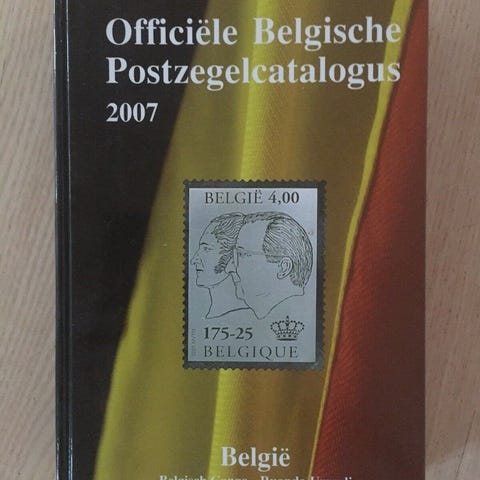 Officiële Belgische
Postzegelcatalogus
2007
BELGIË 4,00
175-25
BELGIQUE
België